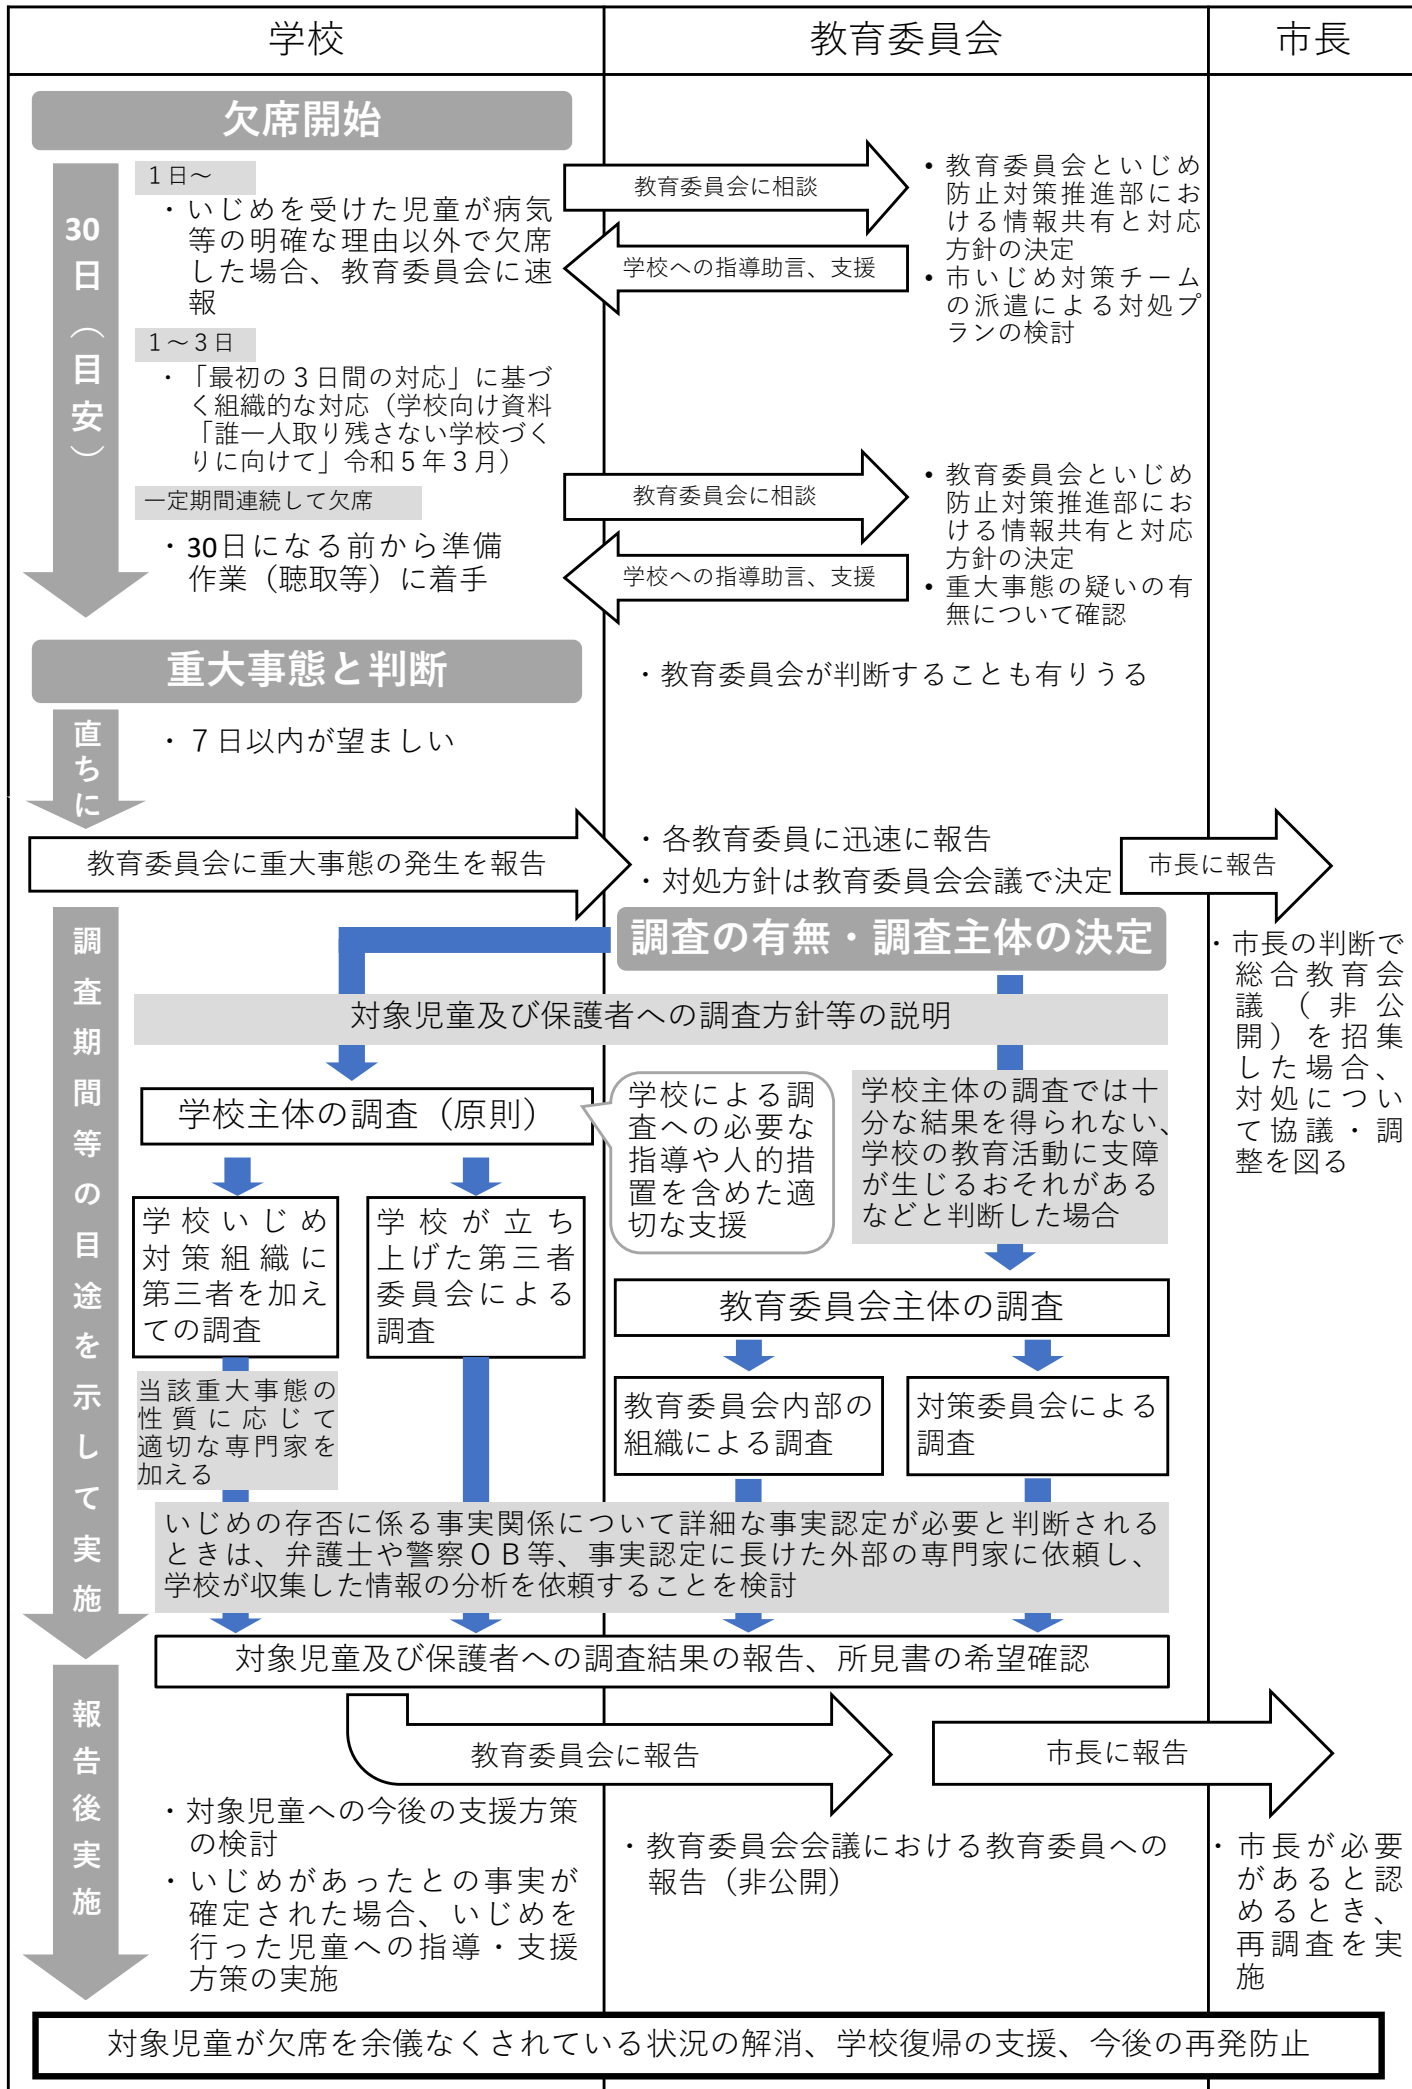 学校
教育委員会
市長
欠席開始
30日（目安）
１日～
・いじめを受けた児童が病気
等の明確な理由以外で欠席
した場合、教育委員会に速
報
教育委員会に相談
学校への指導助言、支援
• 教育委員会といじめ
防止対策推進部にお
ける情報共有と対応
方針の決定
• 市いじめ対策チーム
の派遣による対処プ
ランの検討
１～３日
・「最初の３日間の対応」に基づ
く組織的な対応（学校向け資料
「誰一人取り残さない学校づく
りに向けて」令和５年３月）
一定期間連続して欠席
・30日になる前から準備
作業（聴取等）に着手
教育委員会に相談
学校への指導助言、支援
• 教育委員会といじめ
防止対策推進部にお
ける情報共有と対応
方針の決定
• 重大事態の疑いの有
無について確認
重大事態と判断
・教育委員会が判断することも有りうる
直ちに
・７日以内が望ましい
教育委員会に重大事態の発生を報告
・各教育委員に迅速に報告
・対処方針は教育委員会会議で決定
市長に報告
調査期間等の目途を示して実施
調査の有無・調査主体の決定
・市長の判断で
総合教育会
議（非公
開）を招集
した場合、
対処につい
て協議・調
整を図る
対象児童及び保護者への調査方針等の説明
学校主体の調査（原則）
学校による調
査への必要な
指導や人的措
置を含めた適
切な支援
学校主体の調査では十
分な結果を得られない、
学校の教育活動に支障
が生じるおそれがある
などと判断した場合
学校いじめ
対策組織に
第三者を加え
ての調査
学校が立ち
上げた第三者
委員会による
調査
教育委員会主体の調査
当該重大事態の
性質に応じて
適切な専門家を
加える
教育委員会内部の
組織による調査
対策委員会による
調査
いじめの存否に係る事実関係について詳細な事実認定が必要と判断される
ときは、弁護士や警察ＯＢ等、事実認定に長けた外部の専門家に依頼し、
学校が収集した情報の分析を依頼することを検討
対象児童及び保護者への調査結果の報告、所見書の希望確認
報告後実施
教育委員会に報告
市長に報告
・対象児童への今後の支援方策
の検討
・いじめがあったとの事実が
確定された場合、いじめを
行った児童への指導・支援
方策の実施
・教育委員会会議における教育委員への
報告（非公開）
・市長が必要
があると認
めるとき、
再調査を実
施
対象児童が欠席を余儀なくされている状況の解消、学校復帰の支援、今後の再発防止